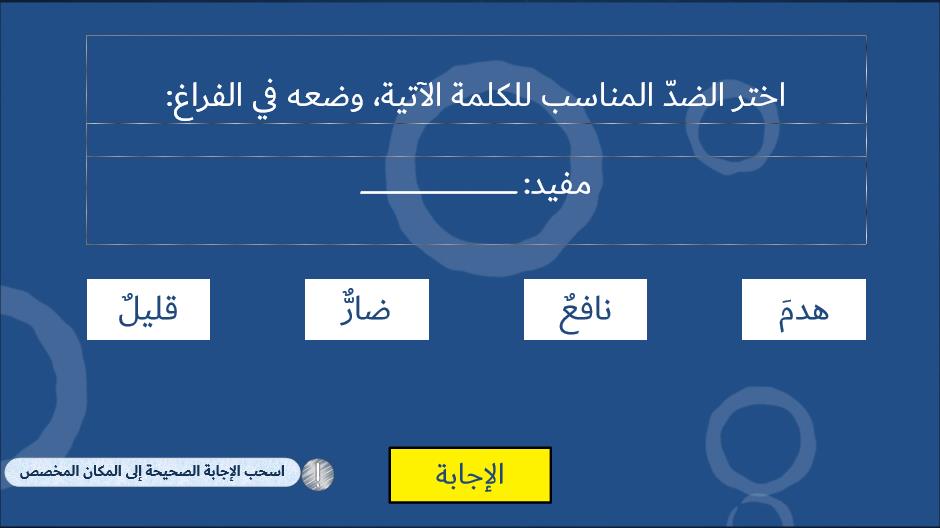 اختر الضدّ المناسب للكلمة الآتية، وضعه في الفراغ:
مفيد: ____________
هدمَ
نافعٌ
ضارٌّ
قليلٌ
الإجابة
اسحب الإجابة الصحيحة إلى المكان المخصص
!